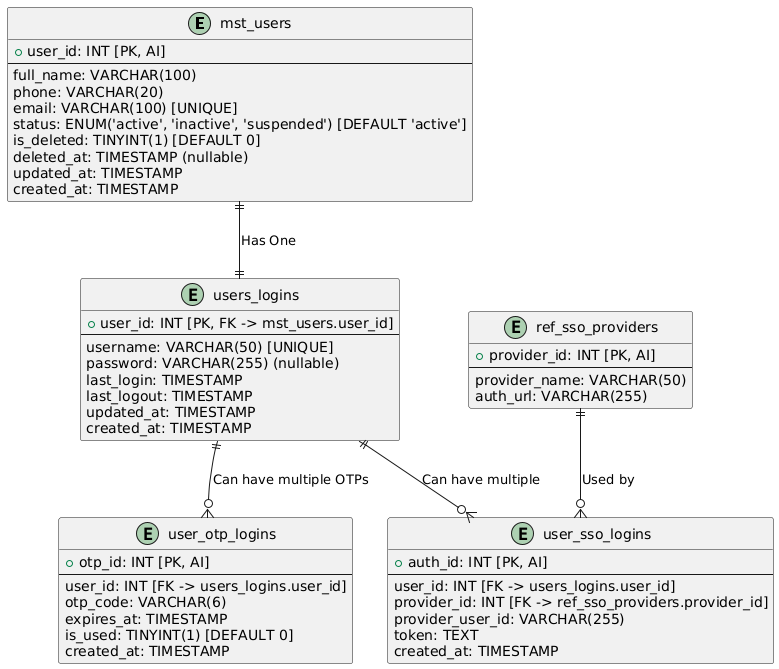 E mst_users
user_id: INT [PK, AI]
full_name: VARCHAR(100)
phone: VARCHAR(20)
email: VARCHAR(100) [UNIQUE]
status: ENUM('active', 'inactive', 'suspended') [DEFAULT 'active']
is_deleted: TINYINT(1) [DEFAULT 0]
deleted_at: TIMESTAMP (nullable)
updated_at: TIMESTAMP
created_at: TIMESTAMP
Has One
E users_logins
user_id: INT [PK, FK -> mst_users.user_id]
username: VARCHAR(50) [UNIQUE]
password: VARCHAR(255) (nullable)
last_login: TIMESTAMP
last_logout: TIMESTAMP
updated_at: TIMESTAMP
created_at: TIMESTAMP
E ref_sso_providers
provider_id: INT [PK, AI]
provider_name: VARCHAR(50)
auth_url: VARCHAR(255)
Can have multiple OTPs
Can have multiple
Used by
E user_otp_logins
otp_id: INT [PK, AI]
user_id: INT [FK -> users_logins.user_id]
otp_code: VARCHAR(6)
expires_at: TIMESTAMP
is_used: TINYINT(1) [DEFAULT 0]
created_at: TIMESTAMP
E user_sso_logins
auth_id: INT [PK, AI]
user_id: INT [FK -> users_logins.user_id]
provider_id: INT [FK -> ref_sso_providers.provider_id]
provider_user_id: VARCHAR(255)
token: TEXT
created_at: TIMESTAMP